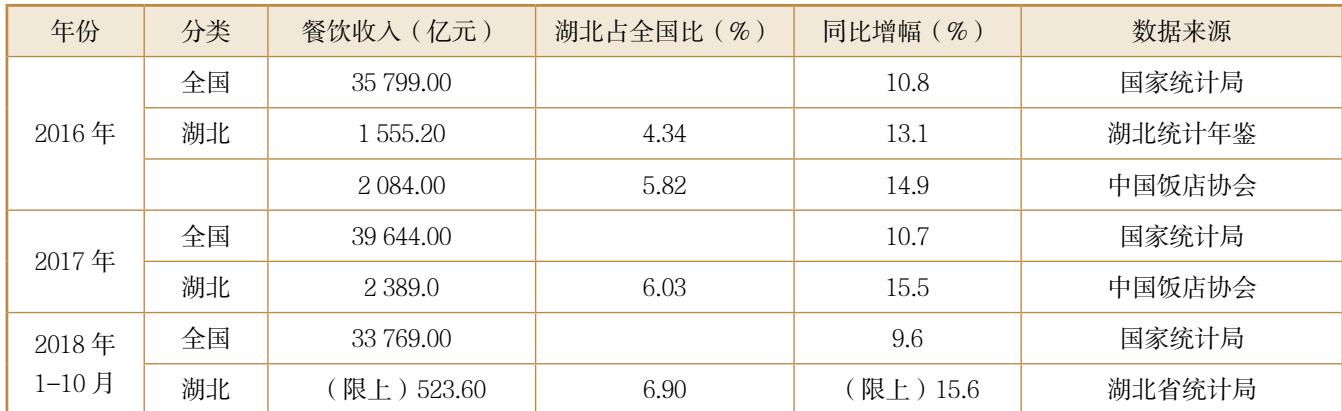 年份 分类 餐饮收入（亿元） 湖北占全国比（%） 同比增幅（%） 数据来源
2016 年 全国 35 799.00 10.8 国家统计局
湖北 1 555.20 4.34 13.1 湖北统计年鉴
2 084.00 5.82 14.9 中国饭店协会
2017 年 全国 39 644.00 10.7 国家统计局
湖北 2 389.0 6.03 15.5 中国饭店协会
2018 年 1–10 月 全国 33 769.00 9.6 国家统计局
湖北 （限上）523.60 6.90 （限上）15.6 湖北省统计局